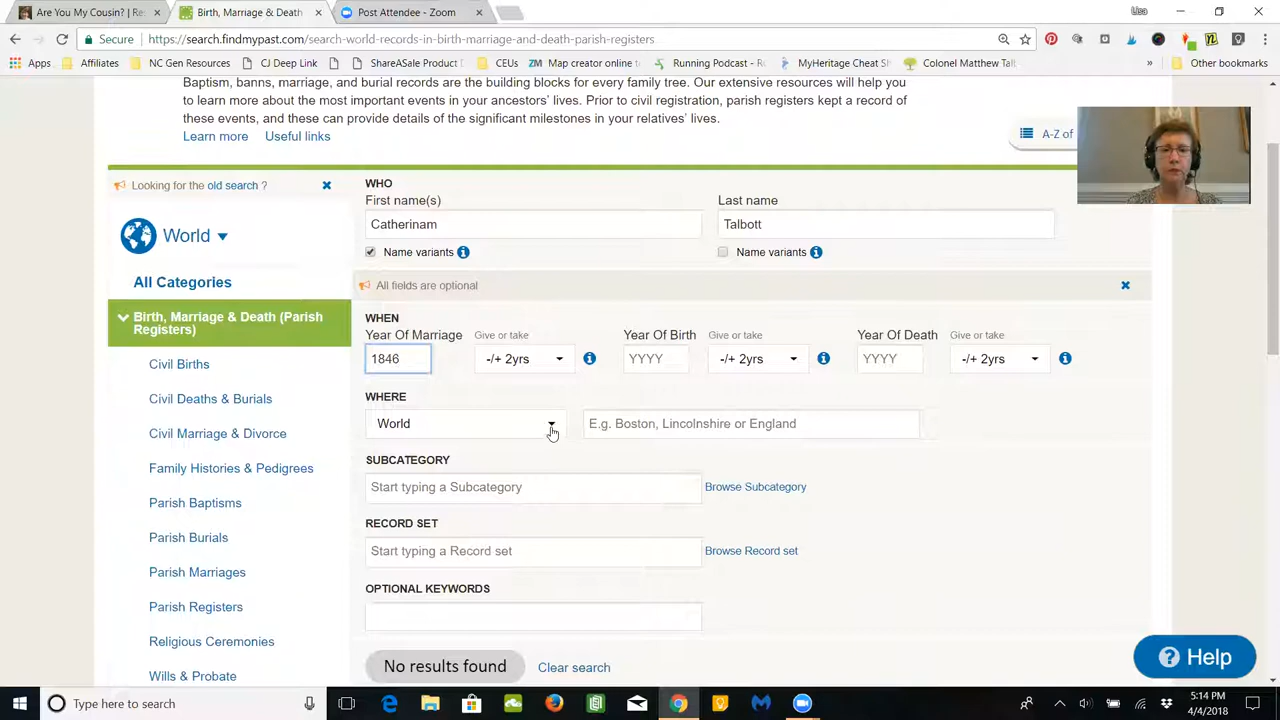 Are You My Cousin? | Re
Birth, Marriage & Death
Post Attendee - Zoom
Lisa
Secure
https://search.findmypast.com/search-world-records-in-birth-marriage-and-death-parish-registers
Apps
Affiliates
NC Gen Resources
CJ Deep Link
ShareASale Product
CEUs
ZM Map creator online
Running Podcast - R
MyHeritage Cheat Sh
Colonel Matthew Talb
»
Other bookmarks
Baptism, banns, marriage, and burial records are the building blocks for every family tree. Our extensive resources will help you
to learn more about the most important events in your ancestors' lives. Prior to civil registration, parish registers kept a record of
these events, and these can provide details of the significant milestones in your relatives' lives.
Learn more Useful links
A-Z of
Looking for the old search ?
World
All Categories
Birth, Marriage & Death (Parish
Registers)
Civil Births
Civil Deaths & Burials
Civil Marriage & Divorce
Family Histories & Pedigrees
Parish Baptisms
Parish Burials
Parish Marriages
Parish Registers
Religious Ceremonies
Wills & Probate
WHO
First name(s) Last name
Catherinam Talbott
Name variants Name variants
All fields are optional
WHEN
Year Of Marriage Give or take Year Of Birth Give or take Year Of Death Give or take
1846 -/+ 2yrs YYYY -/+ 2yrs YYYY -/+ 2yrs
WHERE
World E.g. Boston, Lincolnshire or England
SUBCATEGORY
Start typing a Subcategory Browse Subcategory
RECORD SET
Start typing a Record set Browse Record set
OPTIONAL KEYWORDS
No results found Clear search
? Help
Type here to search
5:14 PM
4/4/2018